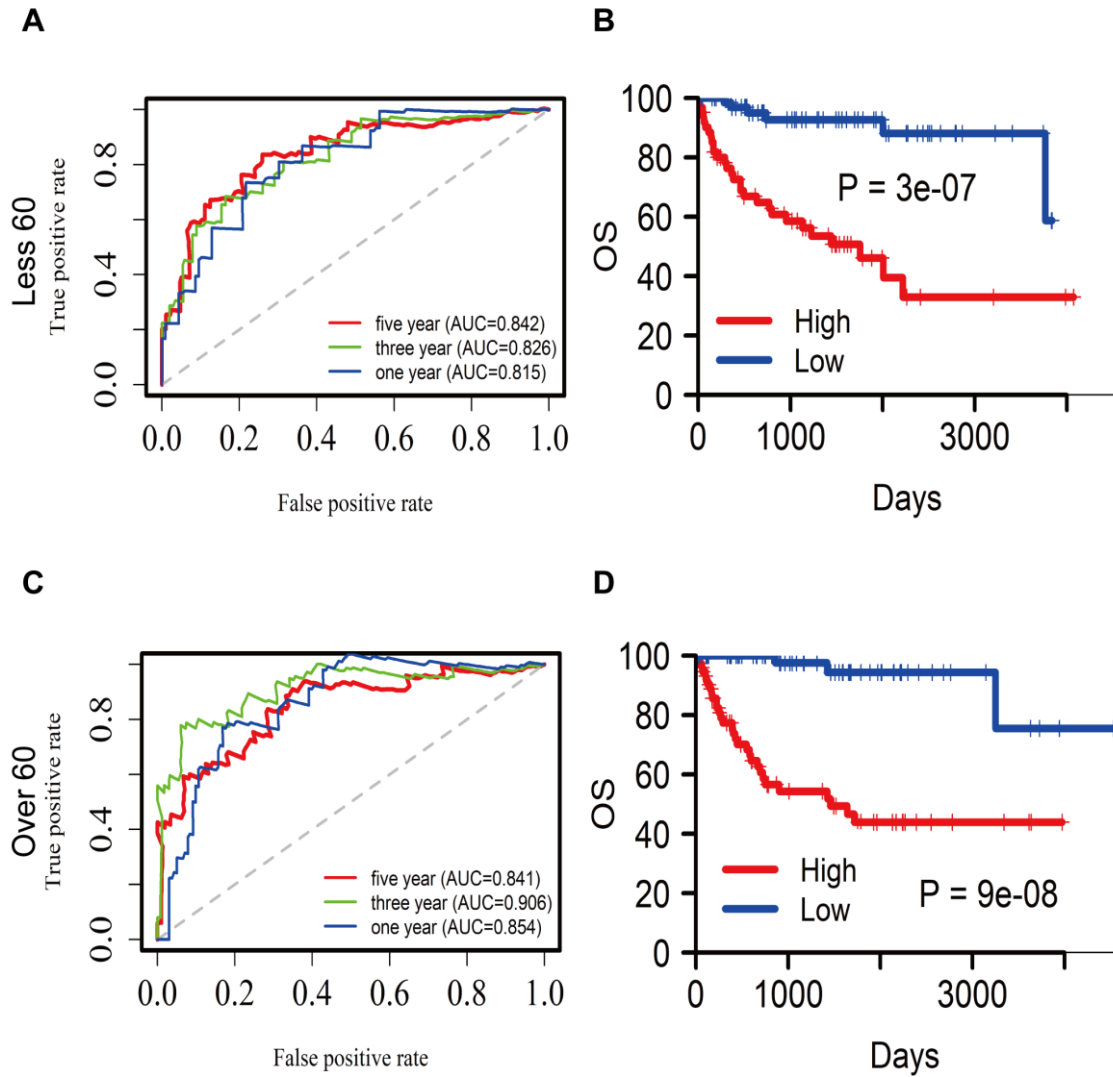 A
Less 60
True positive rate
0.0
0.4
0.8
five year (AUC=0.842)
three year (AUC=0.826)
one year (AUC=0.815)
0.0 0.2 0.4 0.6 0.8 1.0
False positive rate
B
OS
100
80
60
40
20
0
P = 3e-07
High
Low
0 1000 3000
Days
C
Over 60
True positive rate
0.0
0.4
0.8
five year (AUC=0.841)
three year (AUC=0.906)
one year (AUC=0.854)
0.0 0.2 0.4 0.6 0.8 1.0
False positive rate
D
OS
100
80
60
40
20
0
High
Low
P = 9e-08
0 1000 3000
Days